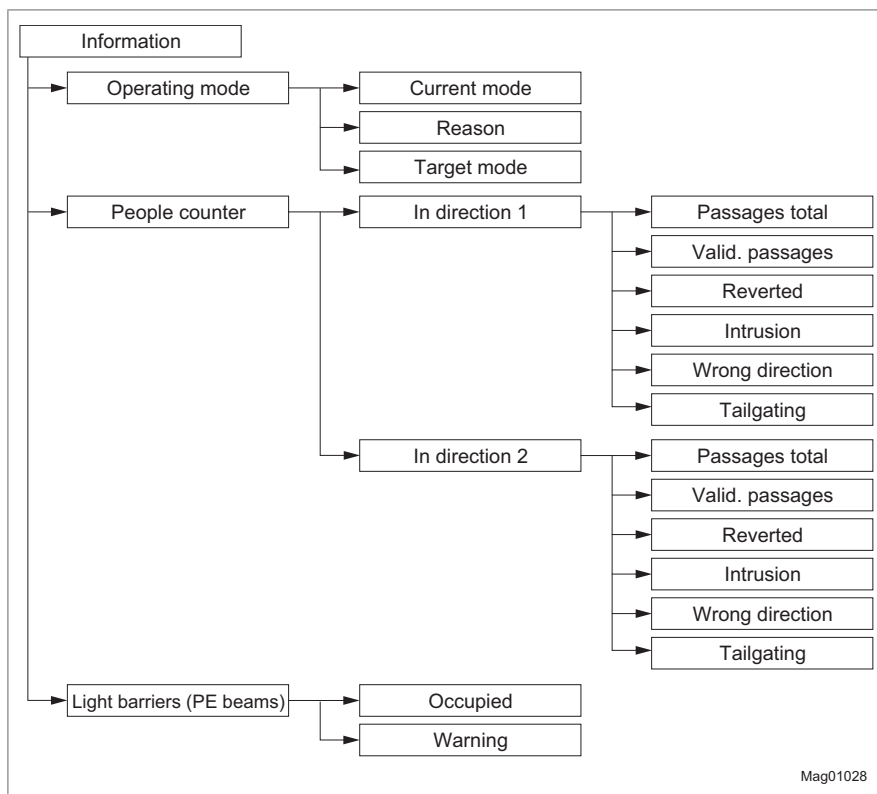 Information
Operating mode
Current mode
Reason
Target mode
People counter
In direction 1
Passages total
Valid. passages
Reverted
Intrusion
Wrong direction
Tailgating
In direction 2
Passages total
Valid. passages
Reverted
Intrusion
Wrong direction
Tailgating
Light barriers (PE beams)
Occupied
Warning
Mag01028